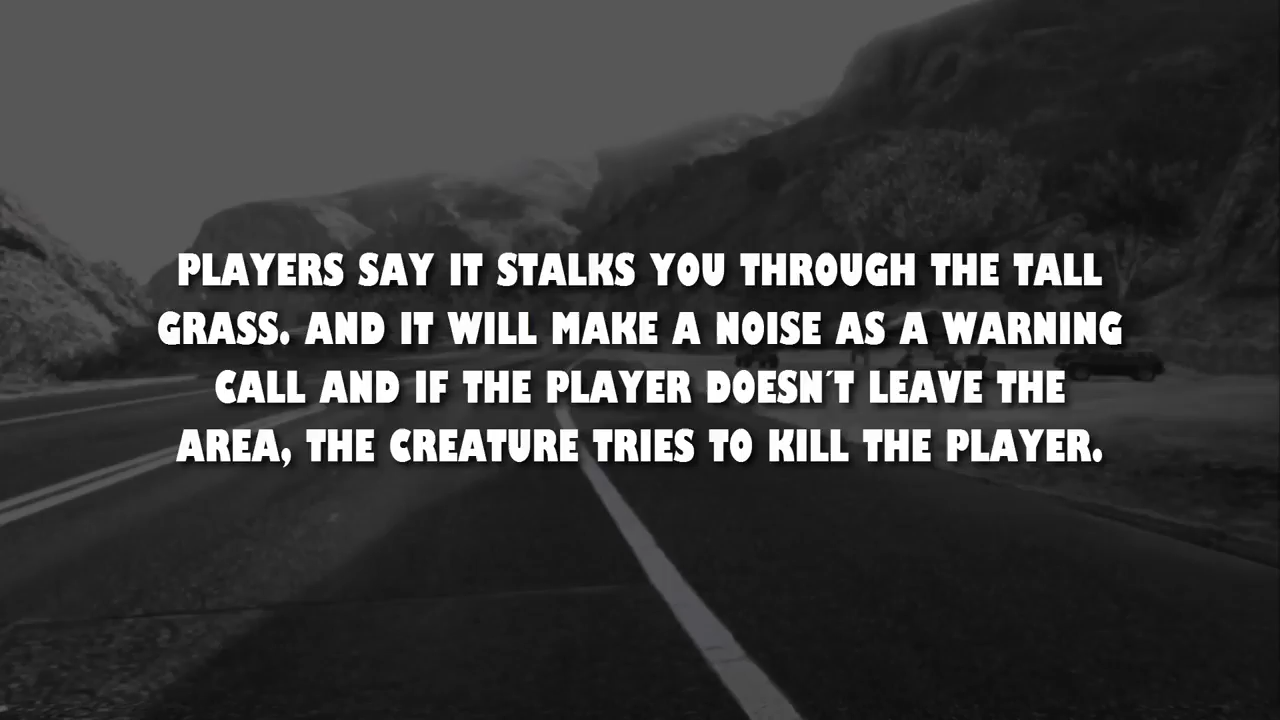 PLAYERS SAY IT STALKS YOU THROUGH THE TALL
GRASS. AND IT WILL MAKE A NOISE AS A WARNING
CALL AND IF THE PLAYER DOESN´T LEAVE THE
AREA, THE CREATURE TRIES TO KILL THE PLAYER.